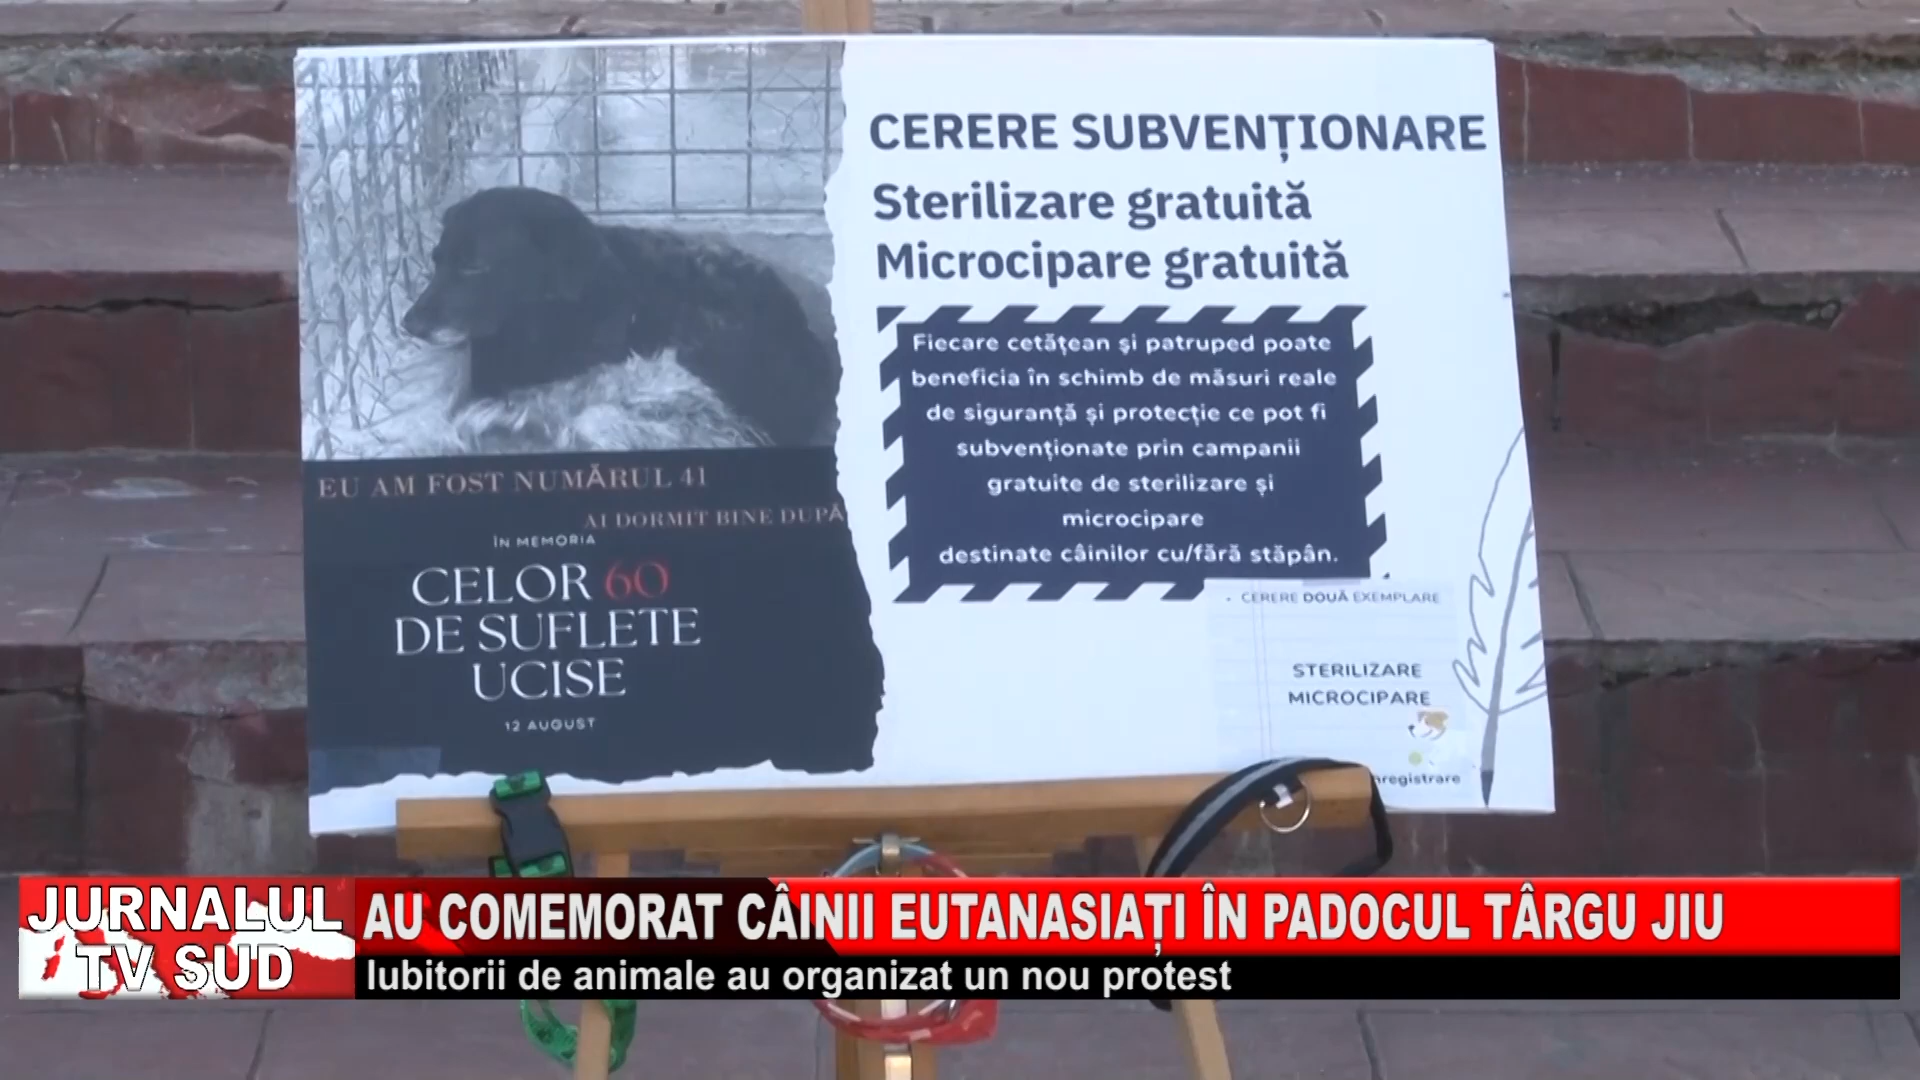 EU AM FOST NUMĂRUL 41
AI DORMIT BINE DUPĂ
ÎN MEMORIA
CELOR 60
DE SUFLETE
UCISE
12 AUGUST
CERERE SUBVENȚIONARE
Sterilizare gratuită
Microcipare gratuită
Fiecare cetățean și patruped poate
beneficia în schimb de măsuri reale
de siguranță și protecție ce pot fi
subvenționate prin campanii
gratuite de sterilizare și
microcipare
destinate câinilor cu/fără stăpân.
• CERERE DOUĂ EXEMPLARE
STERILIZARE
MICROCIPARE
JURNALUL
TV SUD
AU COMEMORAT CÂINII EUTANASIAȚI ÎN PADOCUL TÂRGU JIU
Iubitorii de animale au organizat un nou protest